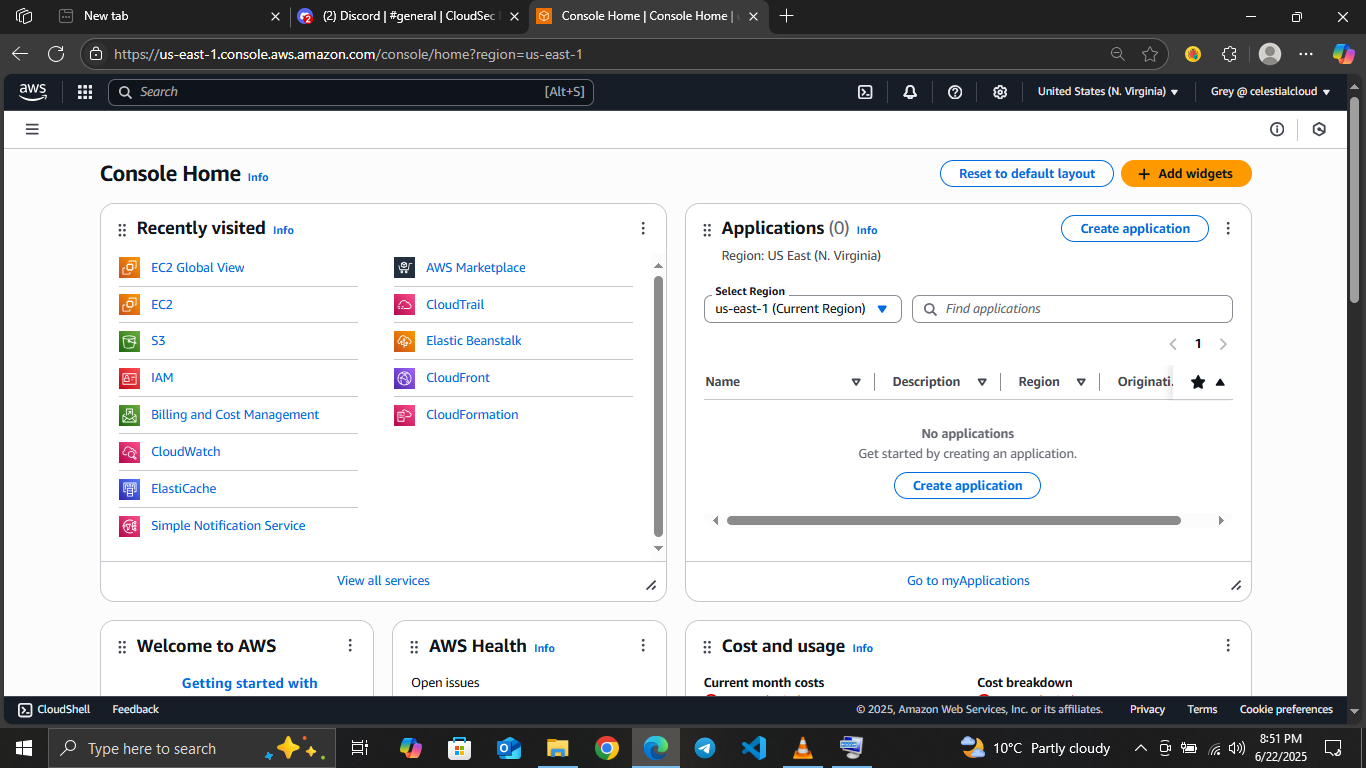 New tab
(2) Discord | #general | CloudSec
Console Home | Console Home |
https://us-east-1.console.aws.amazon.com/console/home?region=us-east-1
aws
Search
[Alt+S]
United States (N. Virginia)
Grey @ celestialcloud
Console Home Info
Reset to default layout
Add widgets
Recently visited Info
EC2 Global View
EC2
S3
IAM
Billing and Cost Management
CloudWatch
ElastiCache
Simple Notification Service
AWS Marketplace
CloudTrail
Elastic Beanstalk
CloudFront
CloudFormation
View all services
Applications (0) Info
Create application
Region: US East (N. Virginia)
Select Region
us-east-1 (Current Region)
Find applications
1
Name
Description
Region
Originati.
No applications
Get started by creating an application.
Create application
Go to myApplications
Welcome to AWS
Getting started with
AWS Health Info
Open issues
Cost and usage Info
Current month costs
Cost breakdown
CloudShell
Feedback
© 2025, Amazon Web Services, Inc. or its affiliates.
Privacy
Terms
Cookie preferences
Type here to search
10°C Partly cloudy
8:51 PM
6/22/2025